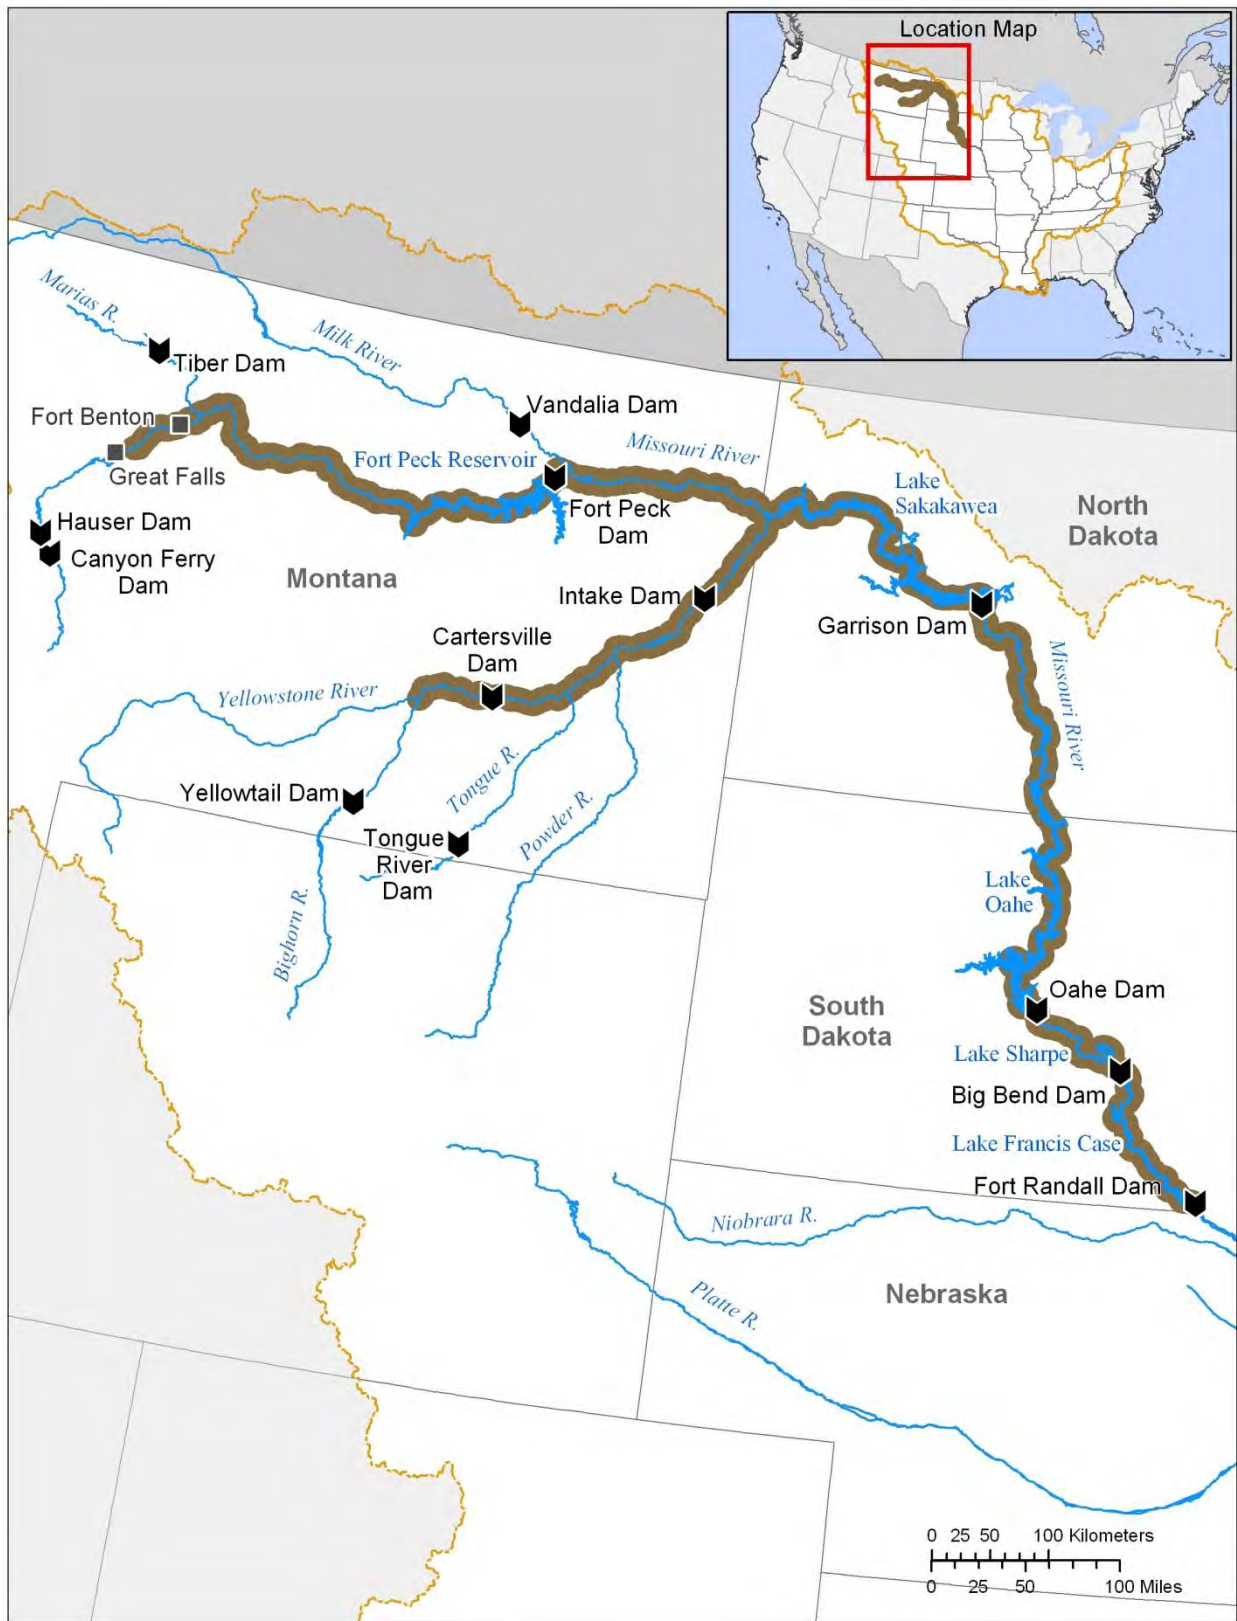 Location Map
Marias R.
Milk River
Tiber Dam
Fort Benton
Vandalia Dam
Missouri River
Fort Peck Reservoir
Great Falls
Lake
Sakakawea
North
Dakota
Fort Peck
Dam
Hauser Dam
Canyon Ferry
Dam
Montana
Intake Dam
Garrison Dam
Cartersville
Dam
Missouri River
Yellowstone River
Yellowtail Dam
Tongue R.
Powder R.
Tongue
River
Dam
Lake
Oahe
Bighorn R.
Oahe Dam
South
Dakota
Lake Sharpe
Big Bend Dam
Lake Francis Case
Fort Randall Dam
Niobrara R.
Nebraska
Platte R.
0 25 50 100 Kilometers
0 25 50 100 Miles